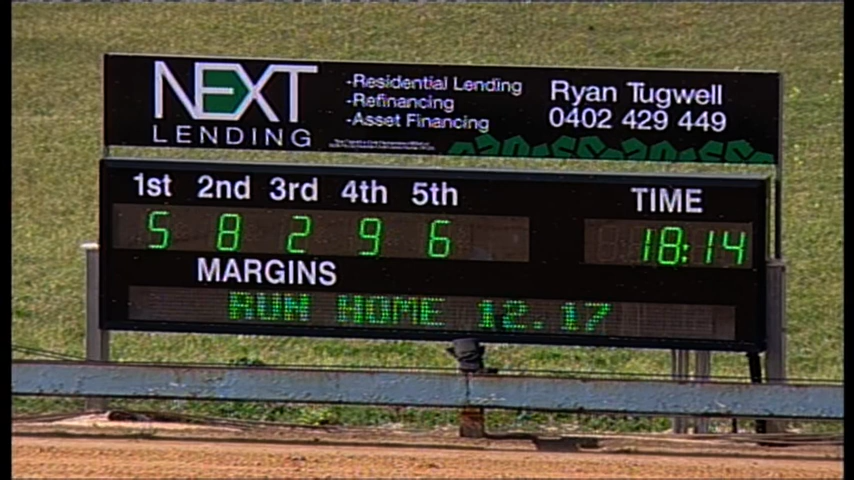 NEXT
LENDING
-Residential Lending
-Refinancing
-Asset Financing
Ryan Tugwell
0402 429 449
1st 2nd 3rd 4th 5th TIME
5 8 2 9 6 18:14
MARGINS
RUN HOME 12.17